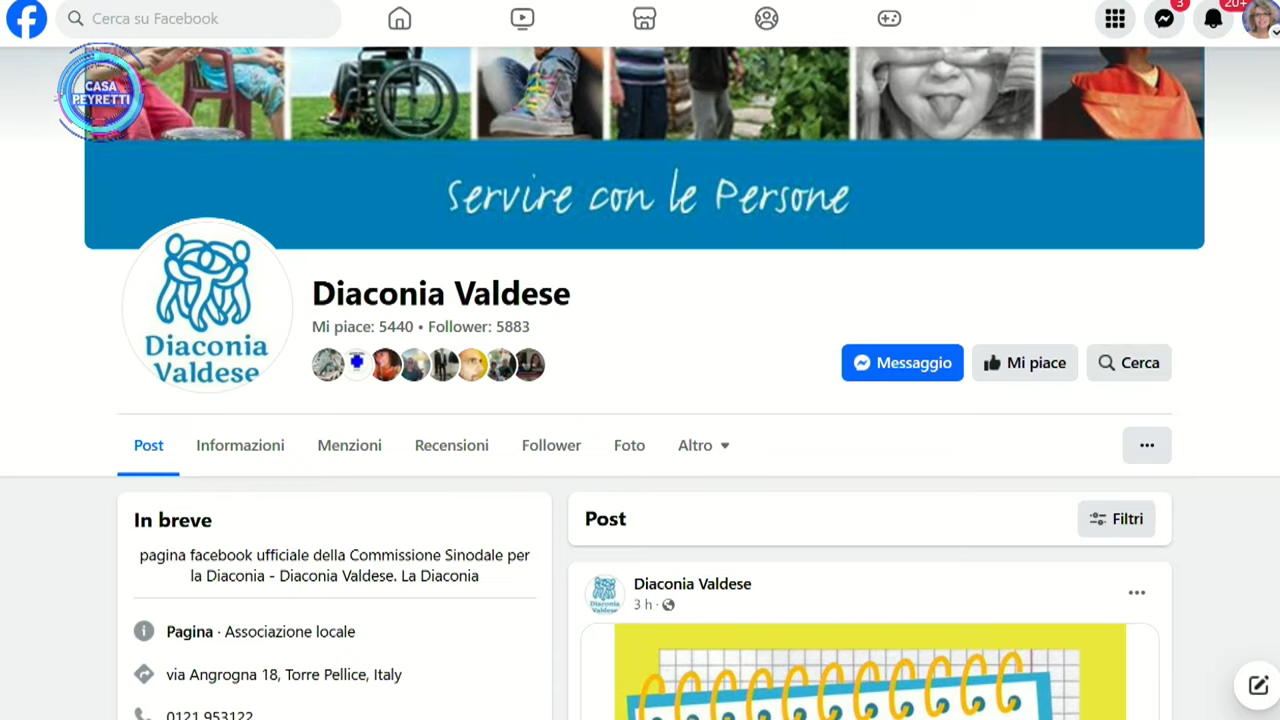 Cerca su Facebook
3
20+
CASA
PEYRETTI
Servire con le Persone
Diaconia
Valdese
Diaconia Valdese
Mi piace: 5440 • Follower: 5883
Messaggio
Mi piace
Cerca
Post
Informazioni
Menzioni
Recensioni
Follower
Foto
Altro
In breve
pagina facebook ufficiale della Commissione Sinodale per
la Diaconia - Diaconia Valdese. La Diaconia
Pagina · Associazione locale
via Angrogna 18, Torre Pellice, Italy
0121 953122
Post
Filtri
Diaconia Valdese
3 h ·
Diaconia
Valdese